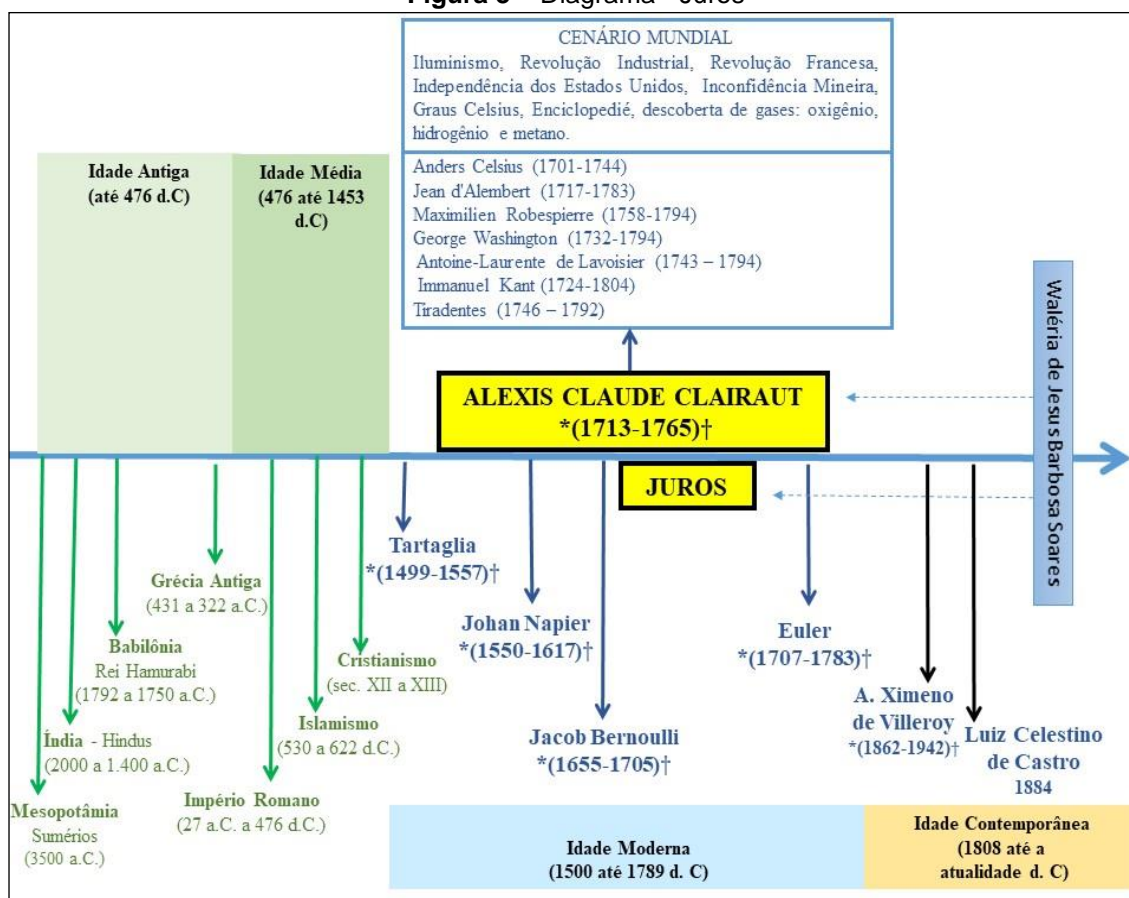 Figura 3 – Diagrama - Juros
CENÁRIO MUNDIAL
Iluminismo, Revolução Industrial, Revolução Francesa,
Independência dos Estados Unidos, Inconfidência Mineira,
Graus Celsius, Enciclopedié, descoberta de gases: oxigênio,
hidrogênio e metano.
Anders Celsius (1701-1744)
Jean d'Alembert (1717-1783)
Maximilien Robespierre (1758-1794)
George Washington (1732-1794)
Antoine-Laurente de Lavoisier (1743 – 1794)
Immanuel Kant (1724-1804)
Tiradentes (1746 – 1792)
Idade Antiga
(até 476 d.C)
Idade Média
(476 até 1453
d.C)
ALEXIS CLAUDE CLAIRAUT
*(1713-1765)†
JUROS
Waléria de Jesus Barbosa Soares
Tartaglia
*(1499-1557)†
Grécia Antiga
(431 a 322 a.C.)
Johan Napier
*(1550-1617)†
Euler
*(1707-1783)†
Babilônia
Rei Hamurabi
(1792 a 1750 a.C.)
Cristianismo
(sec. XII a XIII)
A. Ximeno
de Villeroy
*(1862-1942)†
Islamismo
(530 a 622 d.C.)
Índia - Hindus
(2000 a 1.400 a.C.)
Jacob Bernoulli
*(1655-1705)†
Luiz Celestino
de Castro
1884
Império Romano
(27 a.C. a 476 d.C.)
Mesopotâmia
Sumérios
(3500 a.C.)
Idade Moderna
(1500 até 1789 d. C)
Idade Contemporânea
(1808 até a
atualidade d. C)